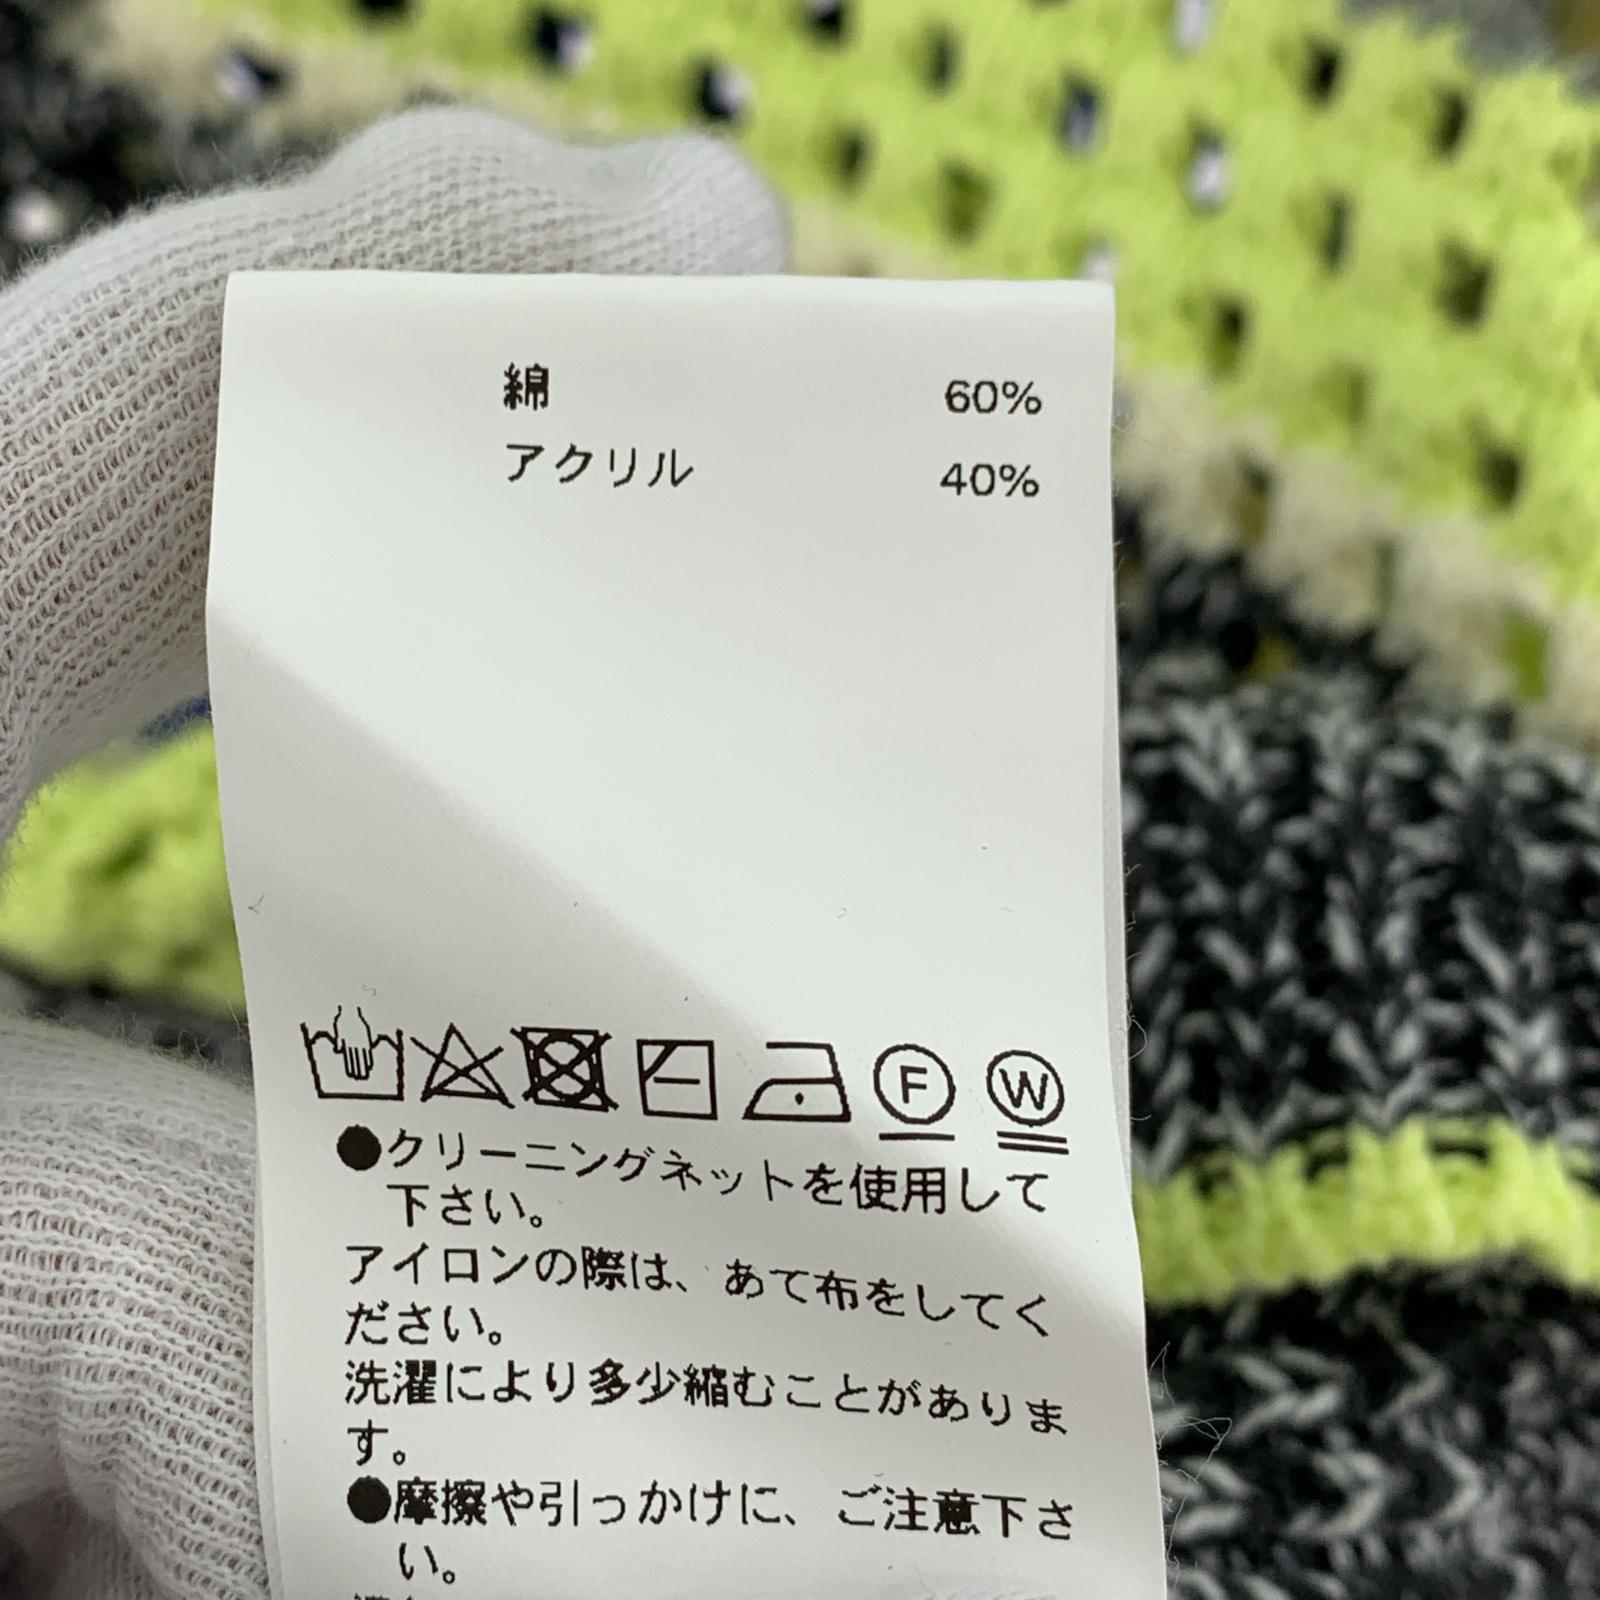 綿 60%
アクリル 40%
F W
●クリーニングネットを使用して
下さい。
アイロンの際は、あて布をしてく
ださい。
洗濯により多少縮むことがありま
す。
●摩擦や引っかけに、ご注意下さ
い。